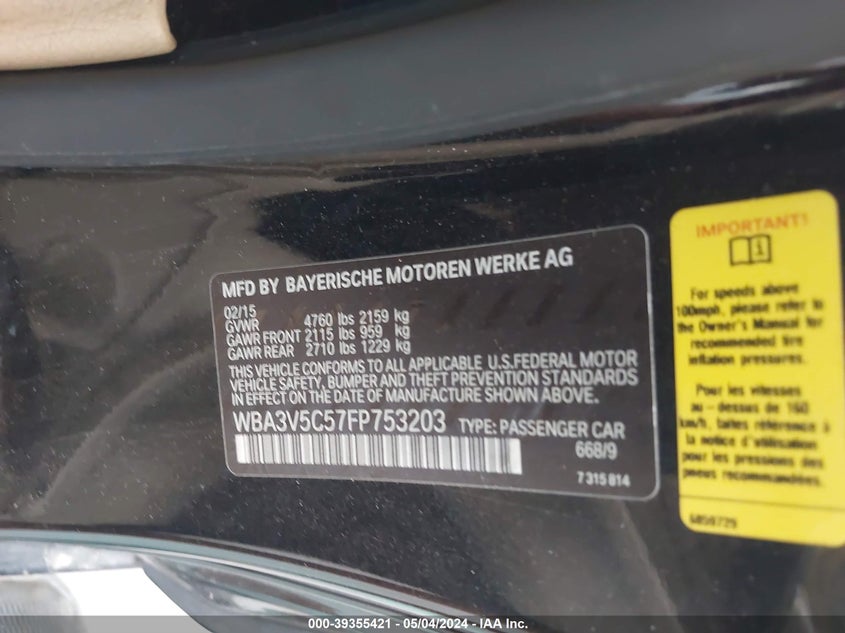 MFD BY BAYERISCHE MOTOREN WERKE AG
02/15
GVWR 4760 lbs 2159 kg
GAWR FRONT 2115 lbs 959 kg
GAWR REAR 2710 lbs 1229 kg
THIS VEHICLE CONFORMS TO ALL APPLICABLE U.S.FEDERAL MOTOR
VEHICLE SAFETY, BUMPER AND THEFT PREVENTION STANDARDS
IN EFFECT ON THE DATE OF MANUFACTURE SHOWN ABOVE.
WBA3V5C57FP753203 TYPE: PASSENGER CAR
668/9
7315814
IMPORTANT!
For speeds above
100mph, please refer to
the Owner's Manual for
recommended tire
inflation pressures.
Pour les vitesses
au - dessus de 160
km/h, faites référence à
la notice d'utilisation
pour les pressions des
pneus recommandées.
6859729
000-39355421 - 05/04/2024 - IAA Inc.